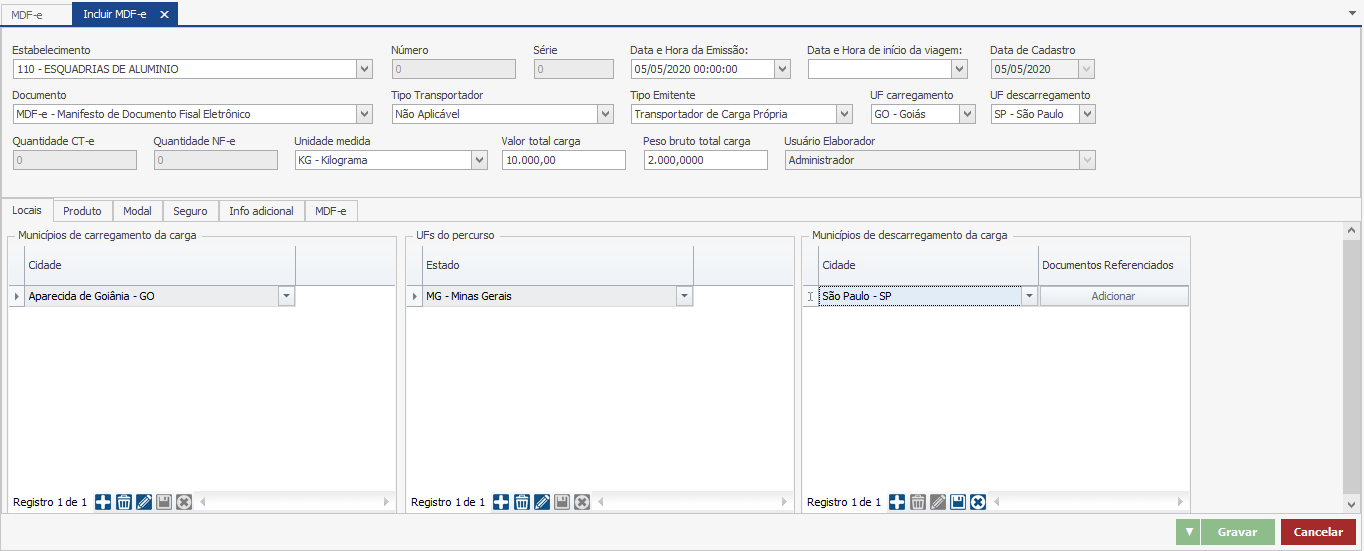 MDF-e Incluir MDF-e
Estabelecimento Número Série Data e Hora da Emissão: Data e Hora de início da viagem: Data de Cadastro
110 - ESQUADRIAS DE ALUMINIO 0 0 05/05/2020 00:00:00 05/05/2020
Documento Tipo Transportador Tipo Emitente UF carregamento UF descarregamento
MDF-e - Manifesto de Documento Fisal Eletrônico Não Aplicável Transportador de Carga Própria GO - Goiás SP - São Paulo
Quantidade CT-e Quantidade NF-e Unidade medida Valor total carga Peso bruto total carga Usuário Elaborador
0 0 KG - Kilograma 10.000,00 2.000,0000 Administrador
Locais Produto Modal Seguro Info adicional MDF-e
Municípios de carregamento da carga UFs do percurso Municípios de descarregamento da carga
Cidade Estado Cidade Documentos Referenciados
Aparecida de Goiânia - GO MG - Minas Gerais São Paulo - SP Adicionar
Registro 1 de 1 Registro 1 de 1 Registro 1 de 1
Gravar Cancelar